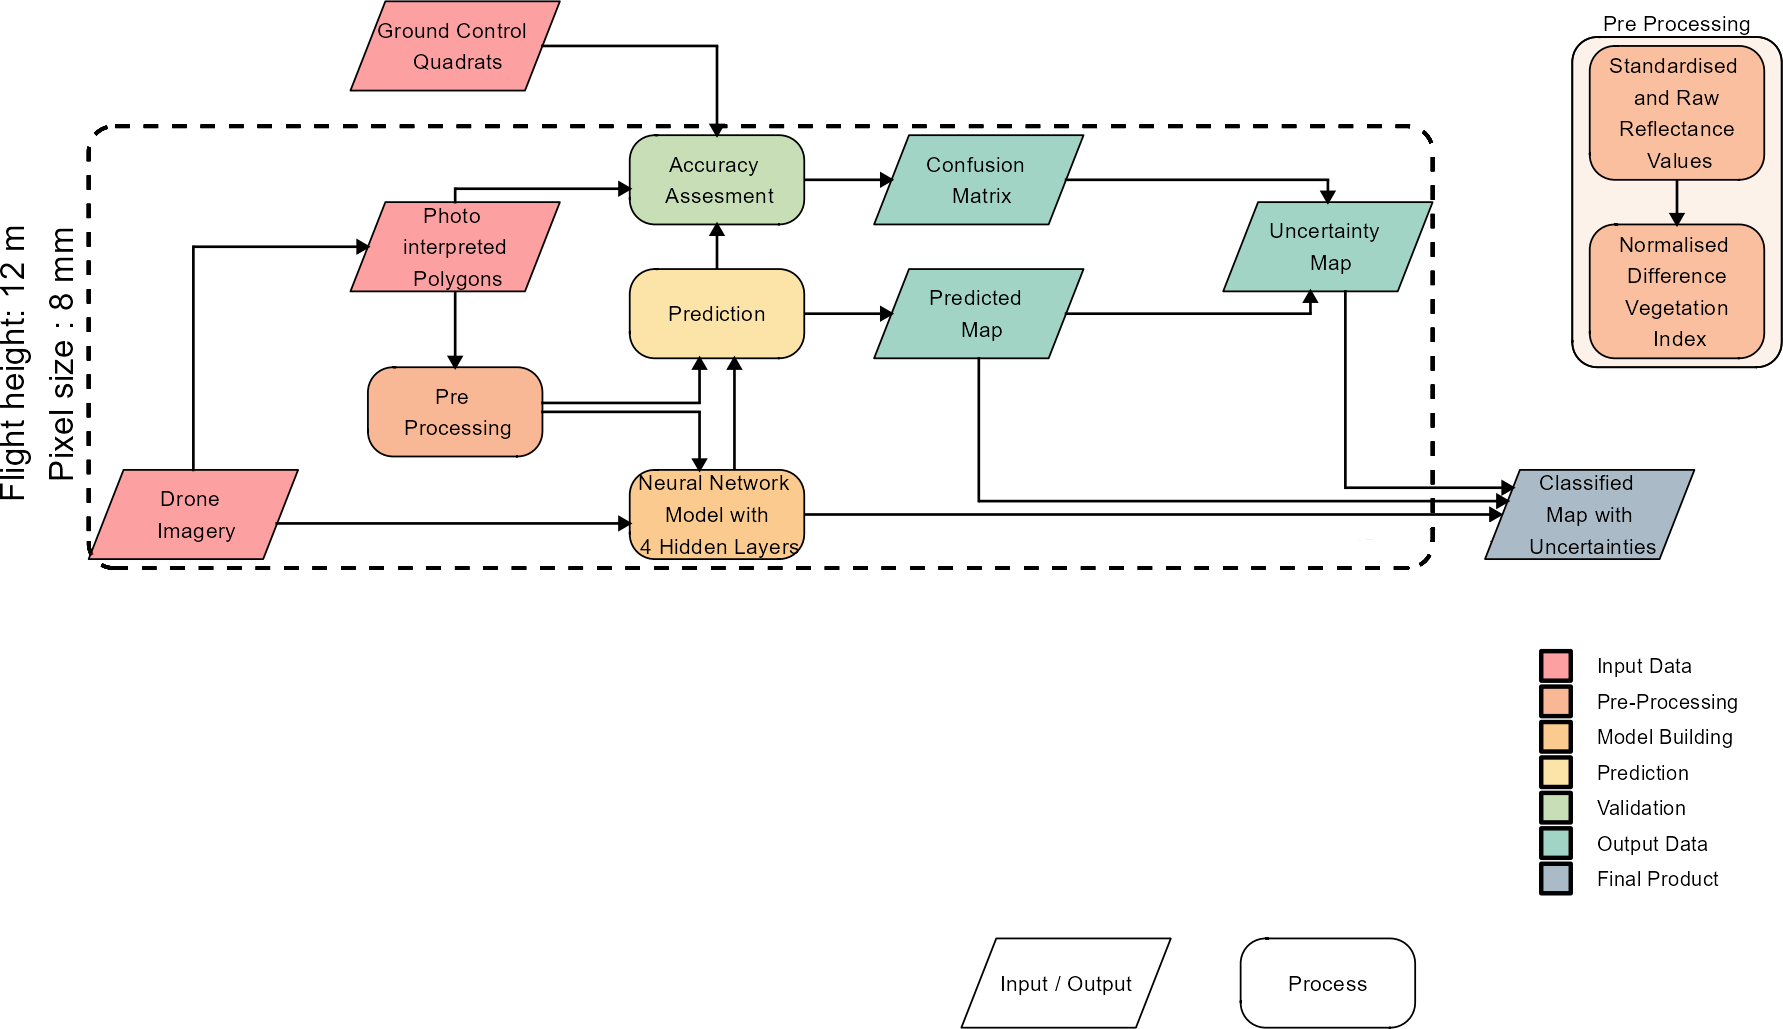 Ground Control
Quadrats
Pre Processing
Standardised
and Raw
Reflectance
Values
Normalised
Difference
Vegetation
Index
Flight height: 12 m
Pixel size : 8 mm
Accuracy
Assesment
Confusion
Matrix
Photo
interpreted
Polygons
Uncertainty
Map
Prediction
Predicted
Map
Pre
Processing
Drone
Imagery
Neural Network
Model with
4 Hidden Layers
Classified
Map with
Uncertainties
Input Data
Pre-Processing
Model Building
Prediction
Validation
Output Data
Final Product
Input / Output
Process